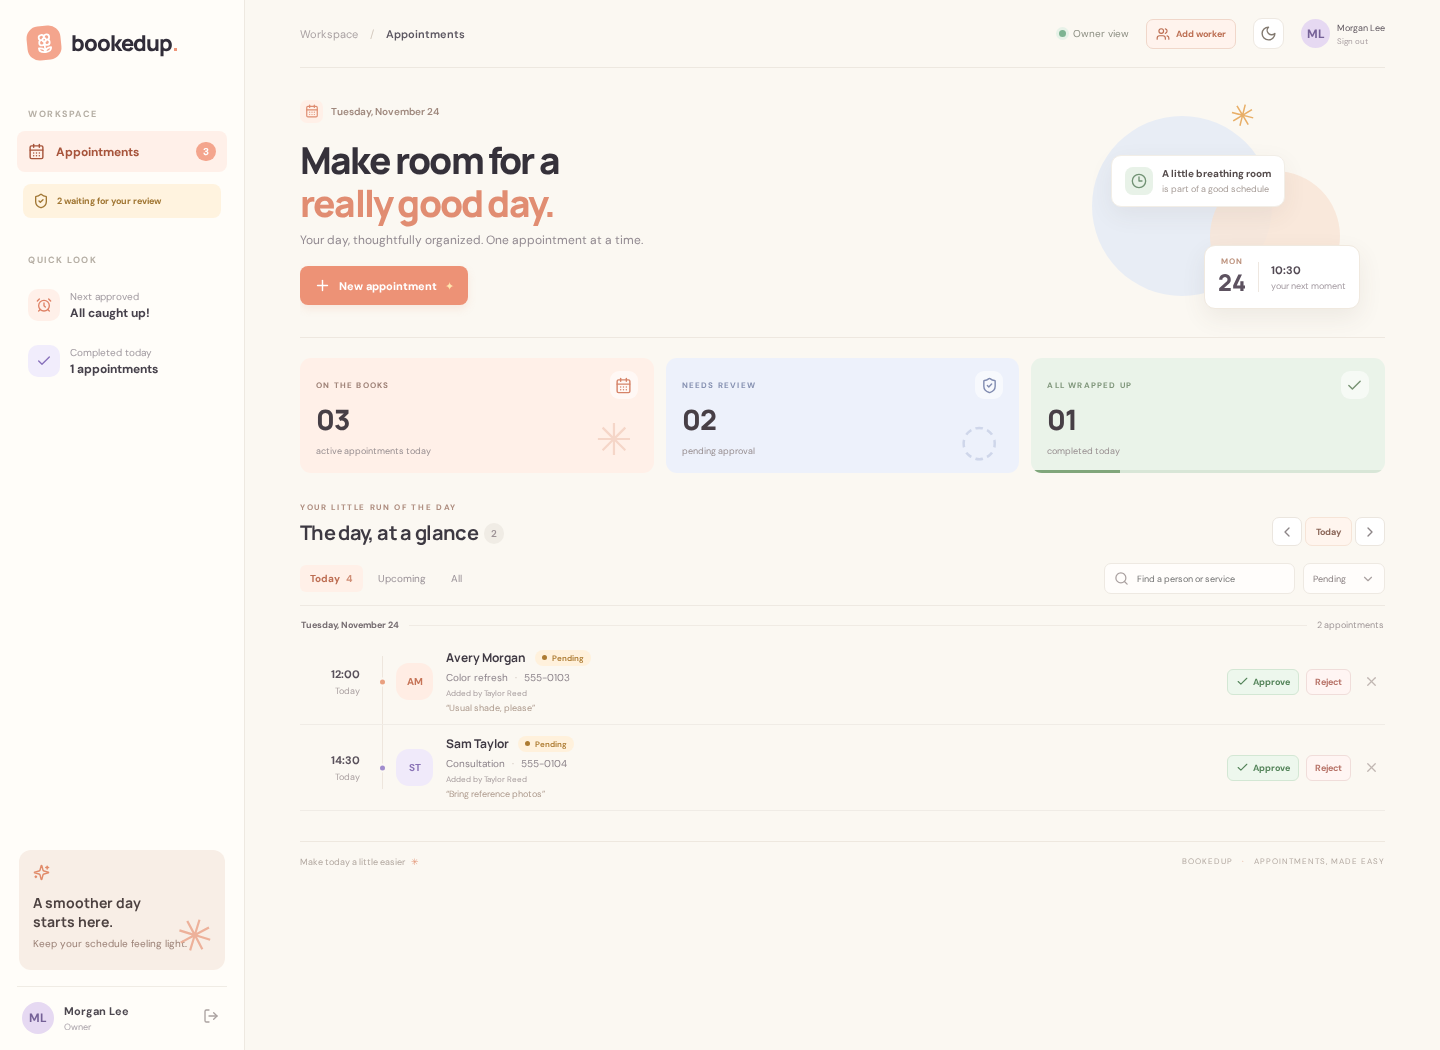 bookedup.
WORKSPACE
Appointments 3
2 waiting for your review
QUICK LOOK
Next approved
All caught up!
Completed today
1 appointments
A smoother day
starts here.
Keep your schedule feeling light.
ML
Morgan Lee
Owner
Workspace / Appointments
Owner view
Add worker
ML
Morgan Lee
Sign out
Tuesday, November 24
Make room for a
really good day.
Your day, thoughtfully organized. One appointment at a time.
New appointment
A little breathing room
is part of a good schedule
MON
24
10:30
your next moment
ON THE BOOKS
03
active appointments today
NEEDS REVIEW
02
pending approval
ALL WRAPPED UP
01
completed today
YOUR LITTLE RUN OF THE DAY
The day, at a glance 2
Today
Today 4 Upcoming All
Find a person or service
Pending
Tuesday, November 24
2 appointments
12:00
Today
AM
Avery Morgan Pending
Color refresh · 555-0103
Added by Taylor Reed
"Usual shade, please"
Approve Reject
14:30
Today
ST
Sam Taylor Pending
Consultation · 555-0104
Added by Taylor Reed
"Bring reference photos"
Approve Reject
Make today a little easier
BOOKEDUP · APPOINTMENTS, MADE EASY